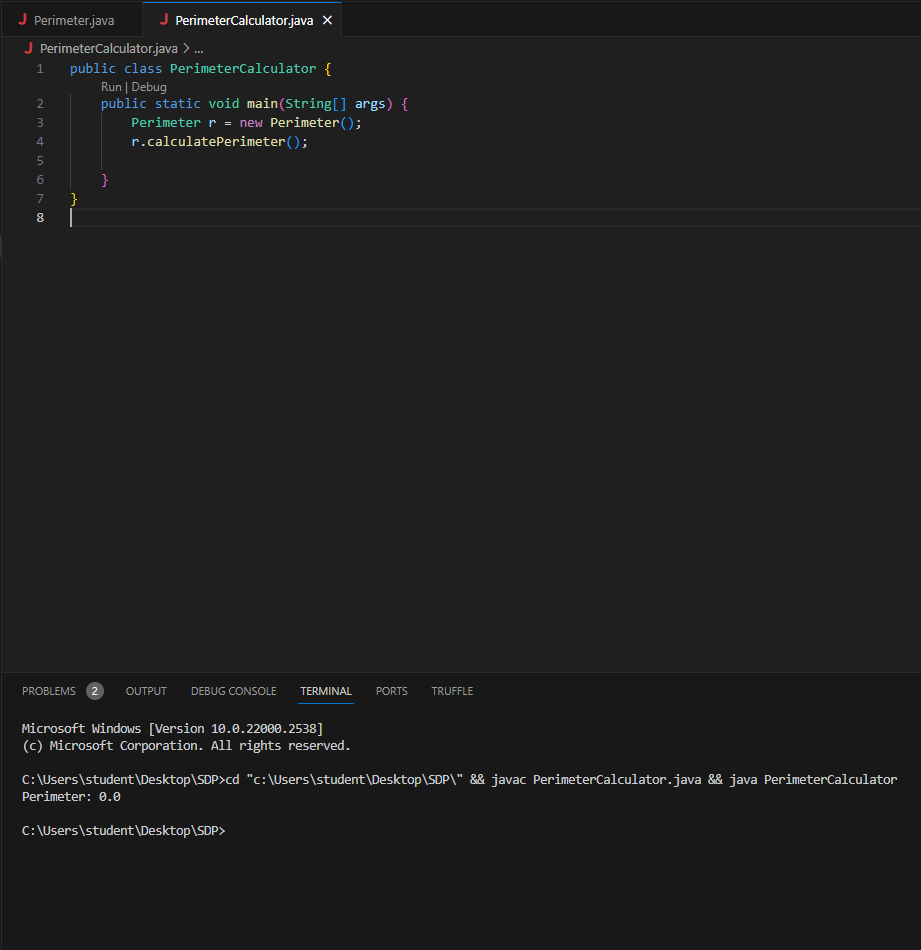 Perimeter.java PerimeterCalculator.java
PerimeterCalculator.java > ...
1 public class PerimeterCalculator {
Run | Debug
2 public static void main(String[] args) {
3 Perimeter r = new Perimeter();
4 r.calculatePerimeter();
5
6 }
7 }
8
PROBLEMS 2 OUTPUT DEBUG CONSOLE TERMINAL PORTS TRUFFLE
Microsoft Windows [Version 10.0.22000.2538]
(c) Microsoft Corporation. All rights reserved.
C:\Users\student\Desktop\SDP>cd "c:\Users\student\Desktop\SDP\" && javac PerimeterCalculator.java && java PerimeterCalculator
Perimeter: 0.0
C:\Users\student\Desktop\SDP>